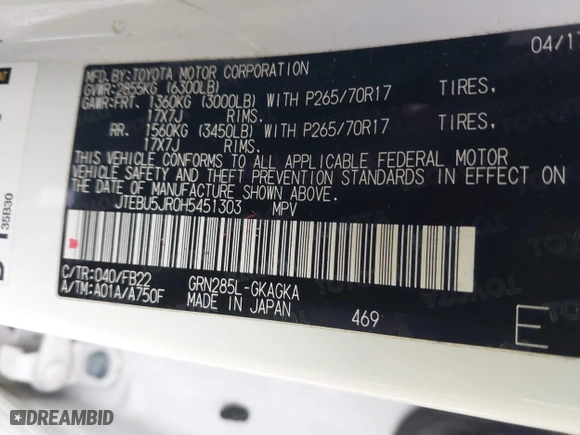 04/17
MFD.BY:TOYOTA MOTOR CORPORATION
GVWR:2855KG (6300LB)
GAWR:FRT. 1360KG (3000LB) WITH P265/70R17 TIRES,
17X7J RIMS.
RR. 1560KG (3450LB) WITH P265/70R17 TIRES,
17X7J RIMS.
THIS VEHICLE CONFORMS TO ALL APPLICABLE FEDERAL MOTOR
VEHICLE SAFETY AND THEFT PREVENTION STANDARDS IN EFFECT ON
THE DATE OF MANUFACTURE SHOWN ABOVE.
JTEBU5JR0H5451303 MPV
C/TR:040/FB22 GRN285L-GKAGKA
A/TM:A01A/A750F MADE IN JAPAN 469
E
35B30
DREAMBID